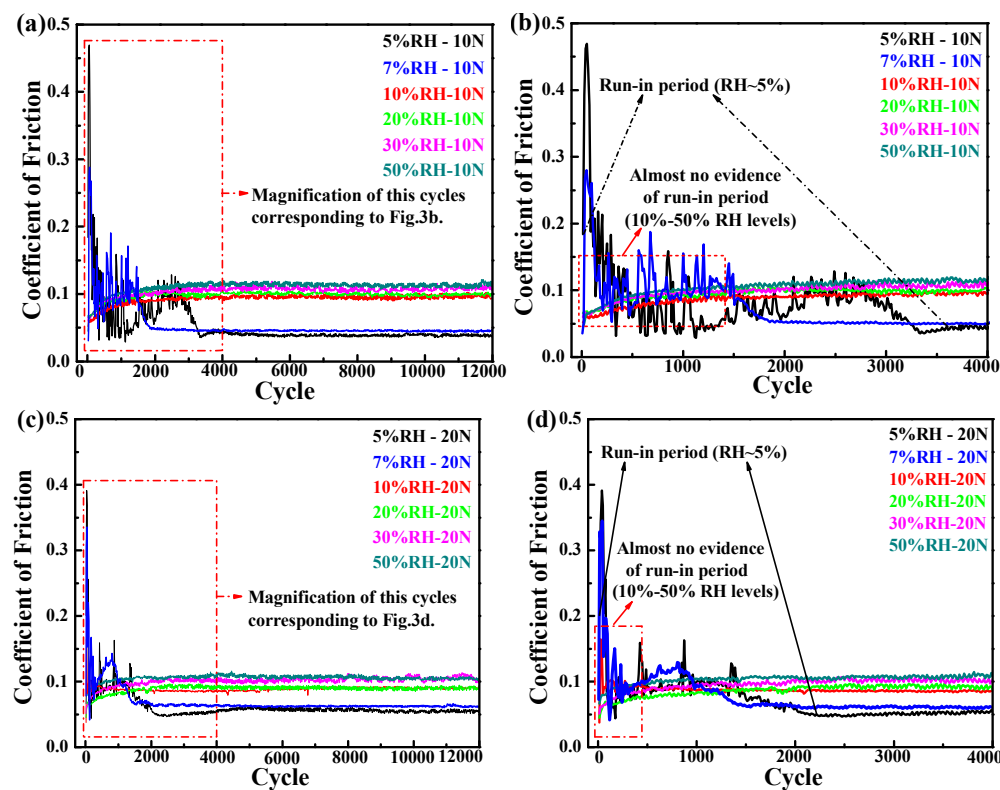 (a)
0.5
0.4
0.3
0.2
0.1
0.0
Coefficient of Friction
5%RH - 10N
7%RH - 10N
10%RH-10N
20%RH-10N
30%RH-10N
50%RH-10N
Magnification of this cycles
corresponding to Fig.3b.
0 2000 4000 6000 8000 10000 12000
Cycle
(b)
0.5
0.4
0.3
0.2
0.1
0.0
Coefficient of Friction
5%RH - 10N
7%RH - 10N
10%RH-10N
20%RH-10N
30%RH-10N
50%RH-10N
Run-in period (RH~5%)
Almost no evidence
of run-in period
(10%-50% RH levels)
0 1000 2000 3000 4000
Cycle
(c)
0.5
0.4
0.3
0.2
0.1
0.0
Coefficient of Friction
5%RH - 20N
7%RH - 20N
10%RH-20N
20%RH-20N
30%RH-20N
50%RH-20N
Magnification of this cycles
corresponding to Fig.3d.
0 2000 4000 6000 8000 10000 12000
Cycle
(d)
0.5
0.4
0.3
0.2
0.1
0.0
Coefficient of Friction
5%RH - 20N
7%RH - 20N
10%RH-20N
20%RH-20N
30%RH-20N
50%RH-20N
Run-in period (RH~5%)
Almost no evidence
of run-in period
(10%-50% RH levels)
0 1000 2000 3000 4000
Cycle